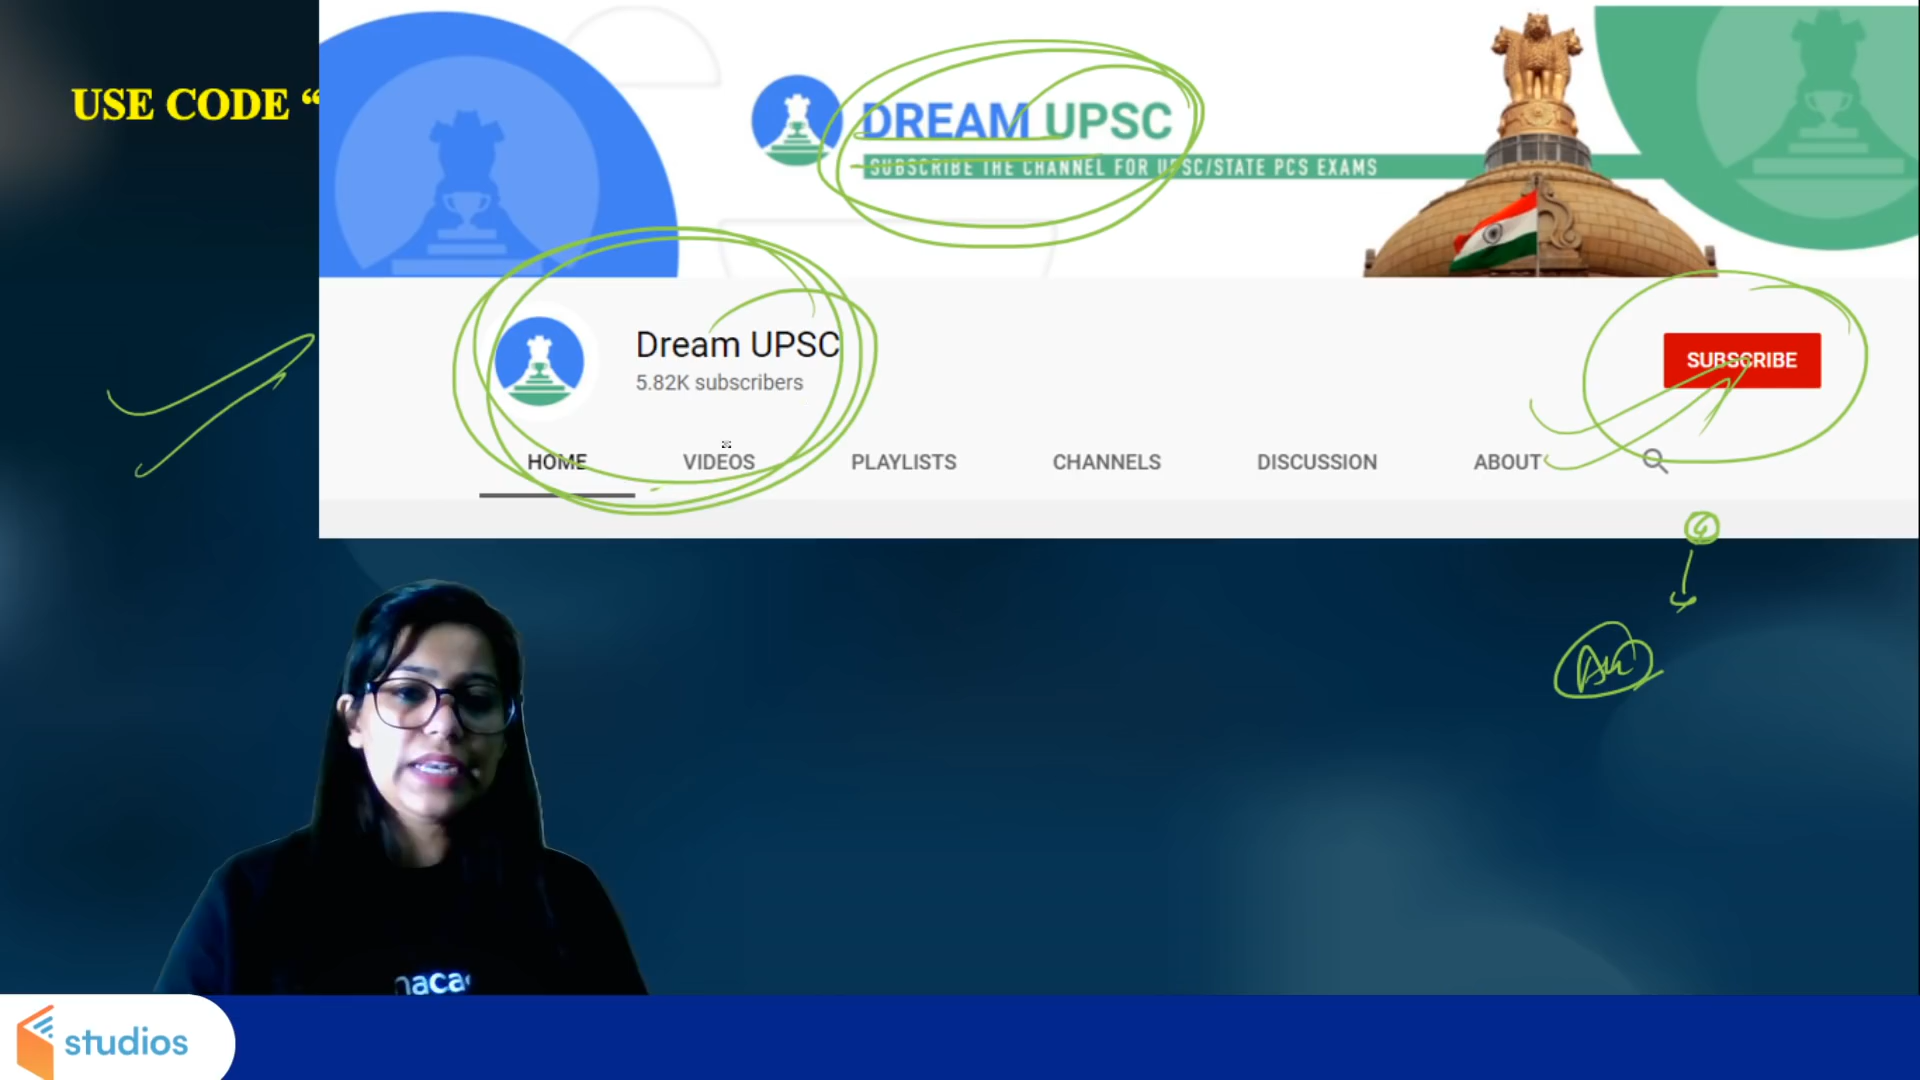 USE CODE “
DREAM UPSC
SUBSCRIBE THE CHANNEL FOR UPSC/STATE PCS EXAMS
Dream UPSC
5.82K subscribers
SUBSCRIBE
HOME VIDEOS PLAYLISTS CHANNELS DISCUSSION ABOUT
naca
studios